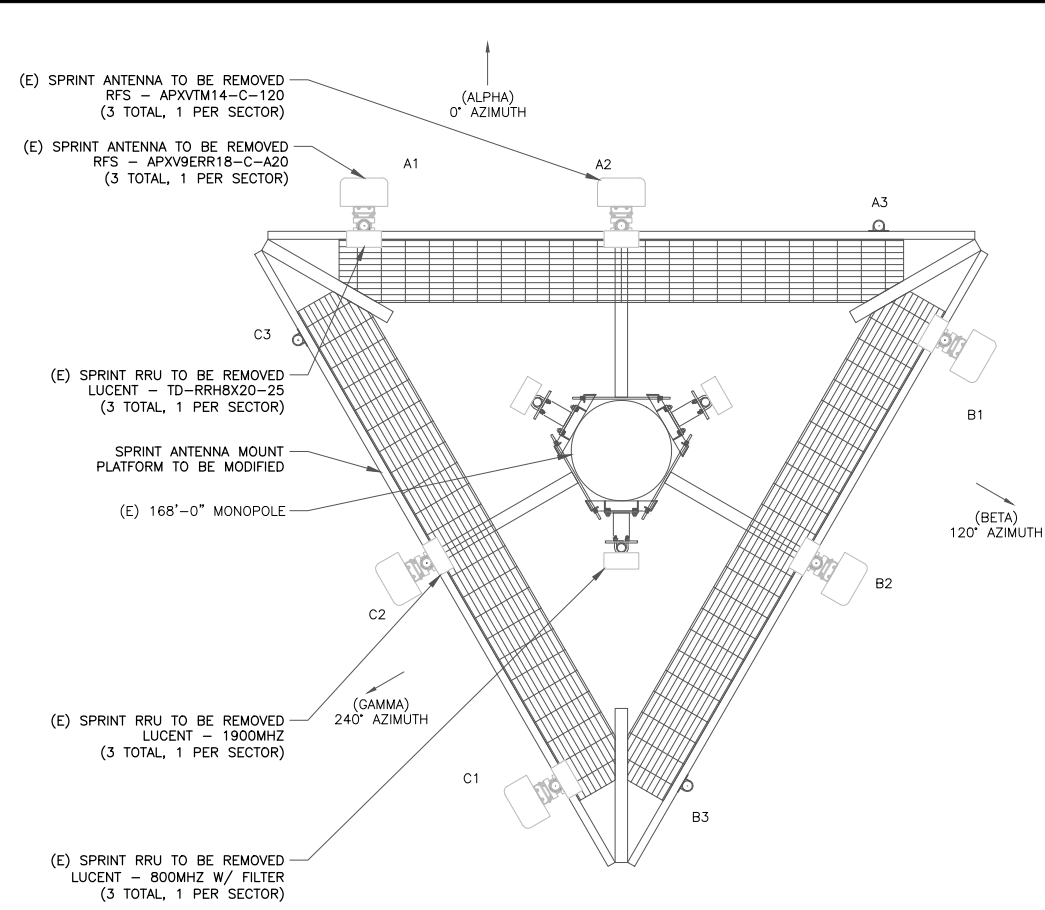 (E) SPRINT ANTENNA TO BE REMOVED
RFS - APXVTM14-C-120
(3 TOTAL, 1 PER SECTOR)
(ALPHA)
0° AZIMUTH
(E) SPRINT ANTENNA TO BE REMOVED
RFS - APXV9ERR18-C-A20
(3 TOTAL, 1 PER SECTOR)
A1
A2
A3
C3
(E) SPRINT RRU TO BE REMOVED
LUCENT - TD-RRH8X20-25
(3 TOTAL, 1 PER SECTOR)
B1
SPRINT ANTENNA MOUNT
PLATFORM TO BE MODIFIED
(E) 168'-0" MONOPOLE
(BETA)
120° AZIMUTH
B2
C2
(GAMMA)
240° AZIMUTH
(E) SPRINT RRU TO BE REMOVED
LUCENT - 1900MHZ
(3 TOTAL, 1 PER SECTOR)
C1
B3
(E) SPRINT RRU TO BE REMOVED
LUCENT - 800MHZ W/ FILTER
(3 TOTAL, 1 PER SECTOR)